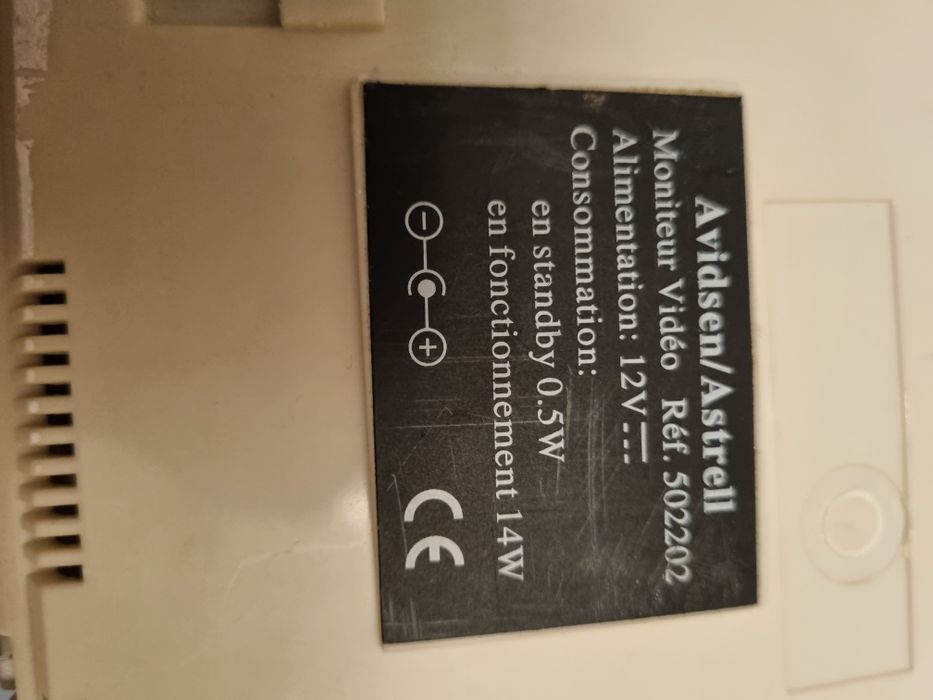 Avidsen/Astrell
Moniteur Vidéo Réf. 502202
Alimentation: 12V⎓
Consommation:
en standby 0.5W
en fonctionnement 14W
CE